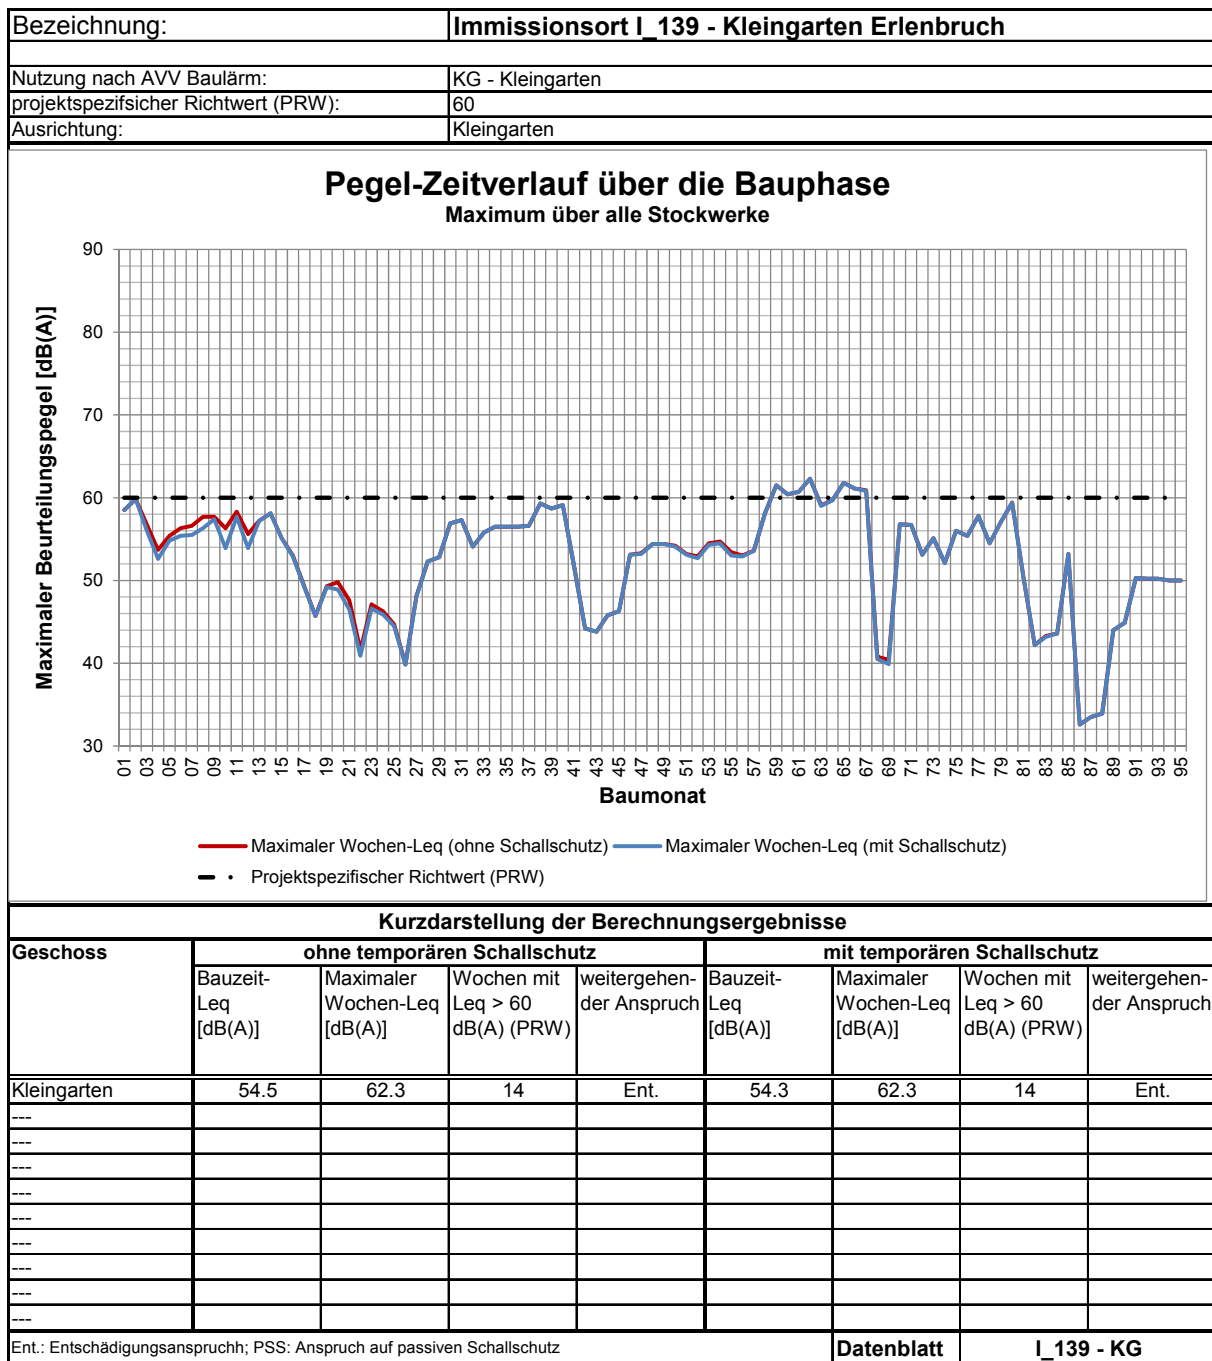 Bezeichnung: Immissionsort I_139 - Kleingarten Erlenbruch
Nutzung nach AVV Baulärm: KG - Kleingarten
projektspezifsicher Richtwert (PRW): 60
Ausrichtung: Kleingarten
Pegel-Zeitverlauf über die Bauphase
Maximum über alle Stockwerke
Maximaler Beurteilungspegel [dB(A)]
90
80
70
60
50
40
30
01 03 05 07 09 11 13 15 17 19 21 23 25 27 29 31 33 35 37 39 41 43 45 47 49 51 53 55 57 59 61 63 65 67 69 71 73 75 77 79 81 83 85 87 89 91 93 95
Baumonat
Maximaler Wochen-Leq (ohne Schallschutz) Maximaler Wochen-Leq (mit Schallschutz)
Projektspezifischer Richtwert (PRW)
Kurzdarstellung der Berechnungsergebnisse
Geschoss ohne temporären Schallschutz mit temporären Schallschutz
Bauzeit- Maximaler Wochen mit weitergehen- Bauzeit- Maximaler Wochen mit weitergehen-
Leq Wochen-Leq Leq > 60 der Anspruch Leq Wochen-Leq Leq > 60 der Anspruch
[dB(A)] [dB(A)] dB(A) (PRW) [dB(A)] [dB(A)] dB(A) (PRW)
Kleingarten 54.5 62.3 14 Ent. 54.3 62.3 14 Ent.
---
---
---
---
---
---
---
---
---
Ent.: Entschädigungsanspruchh; PSS: Anspruch auf passiven Schallschutz Datenblatt I_139 - KG